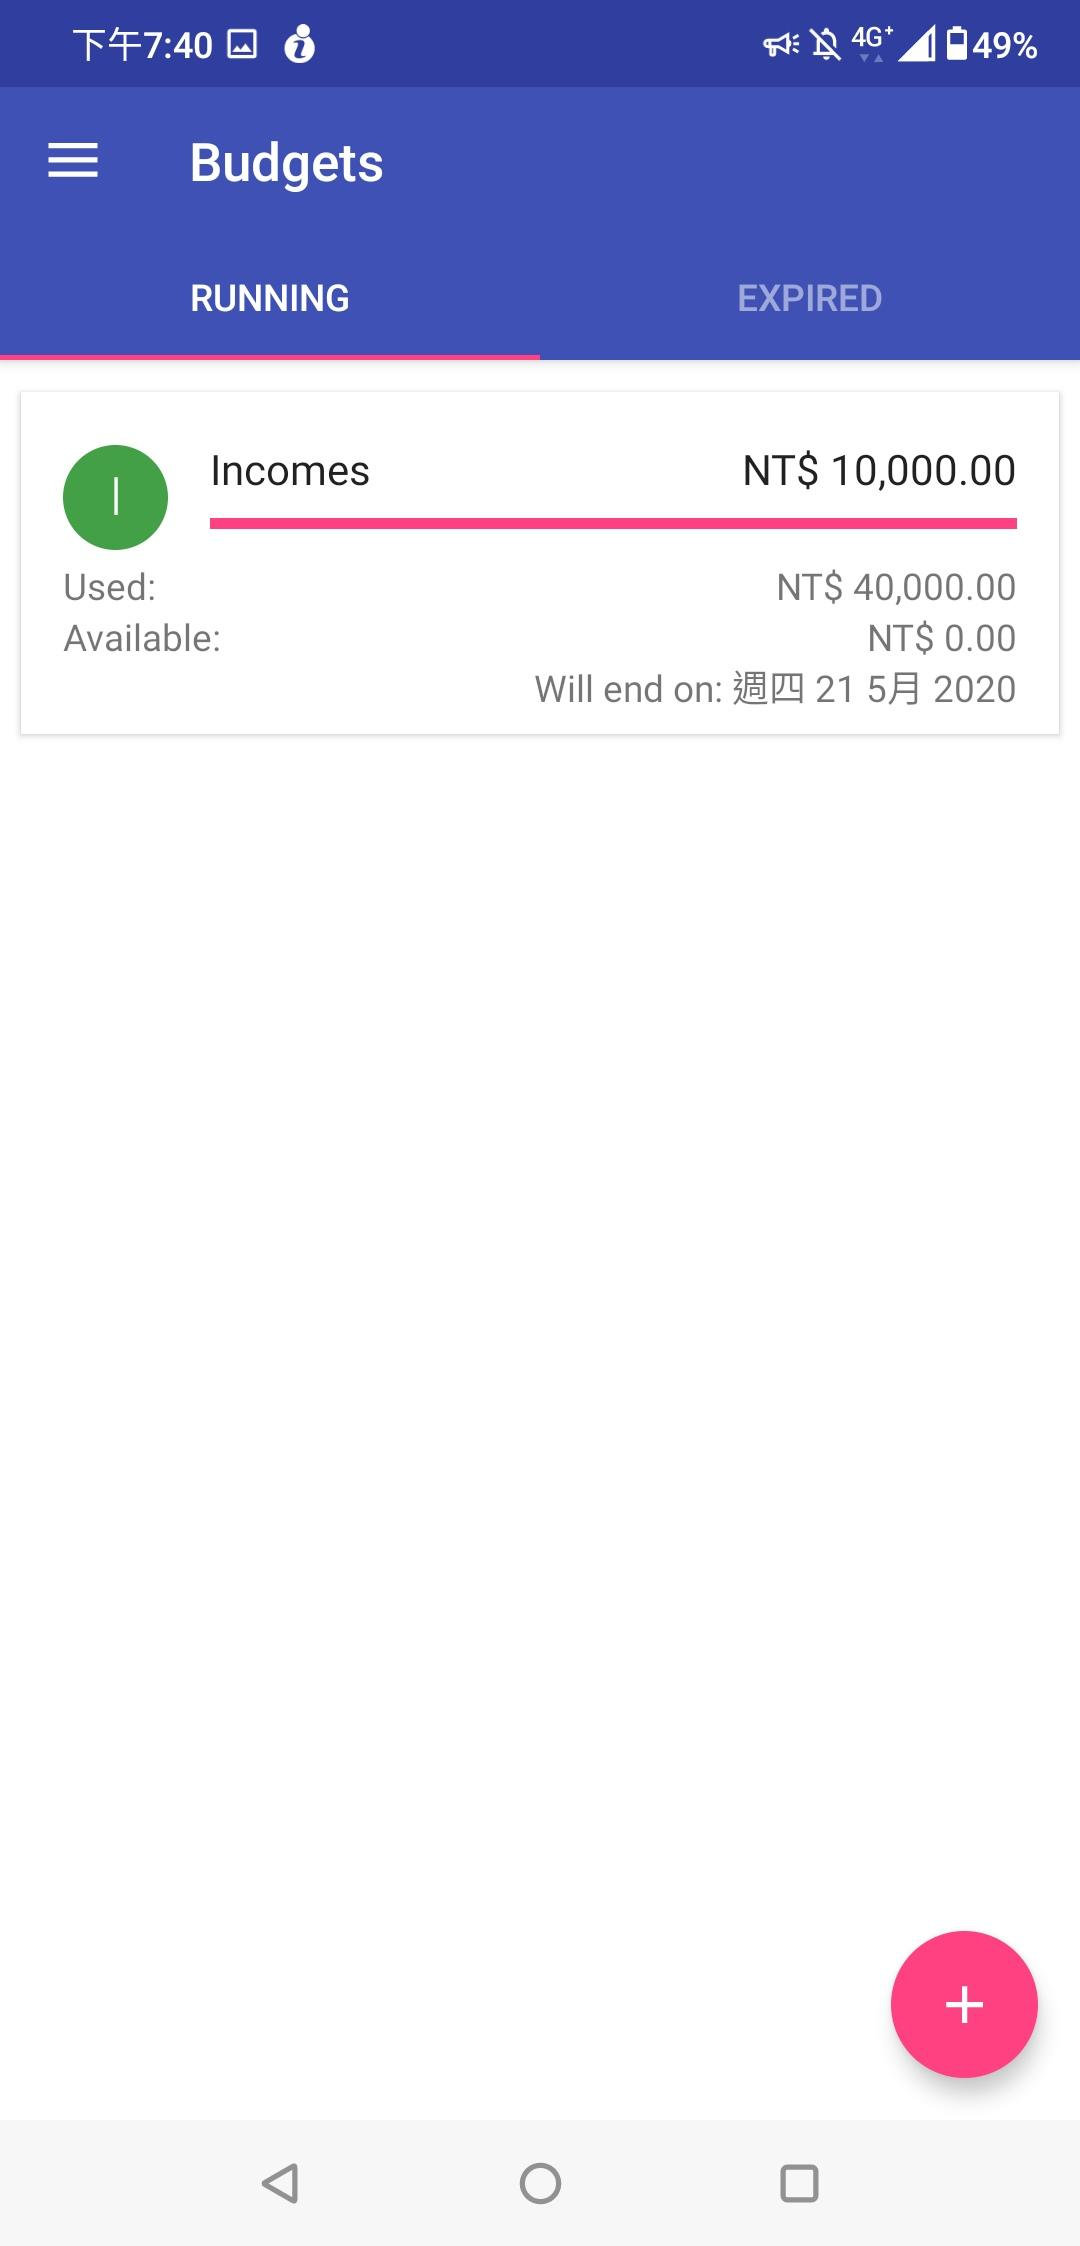 下午7:40 4G+ 49%
Budgets
RUNNING EXPIRED
I Incomes NT$ 10,000.00
Used: NT$ 40,000.00
Available: NT$ 0.00
Will end on: 週四 21 5月 2020
+